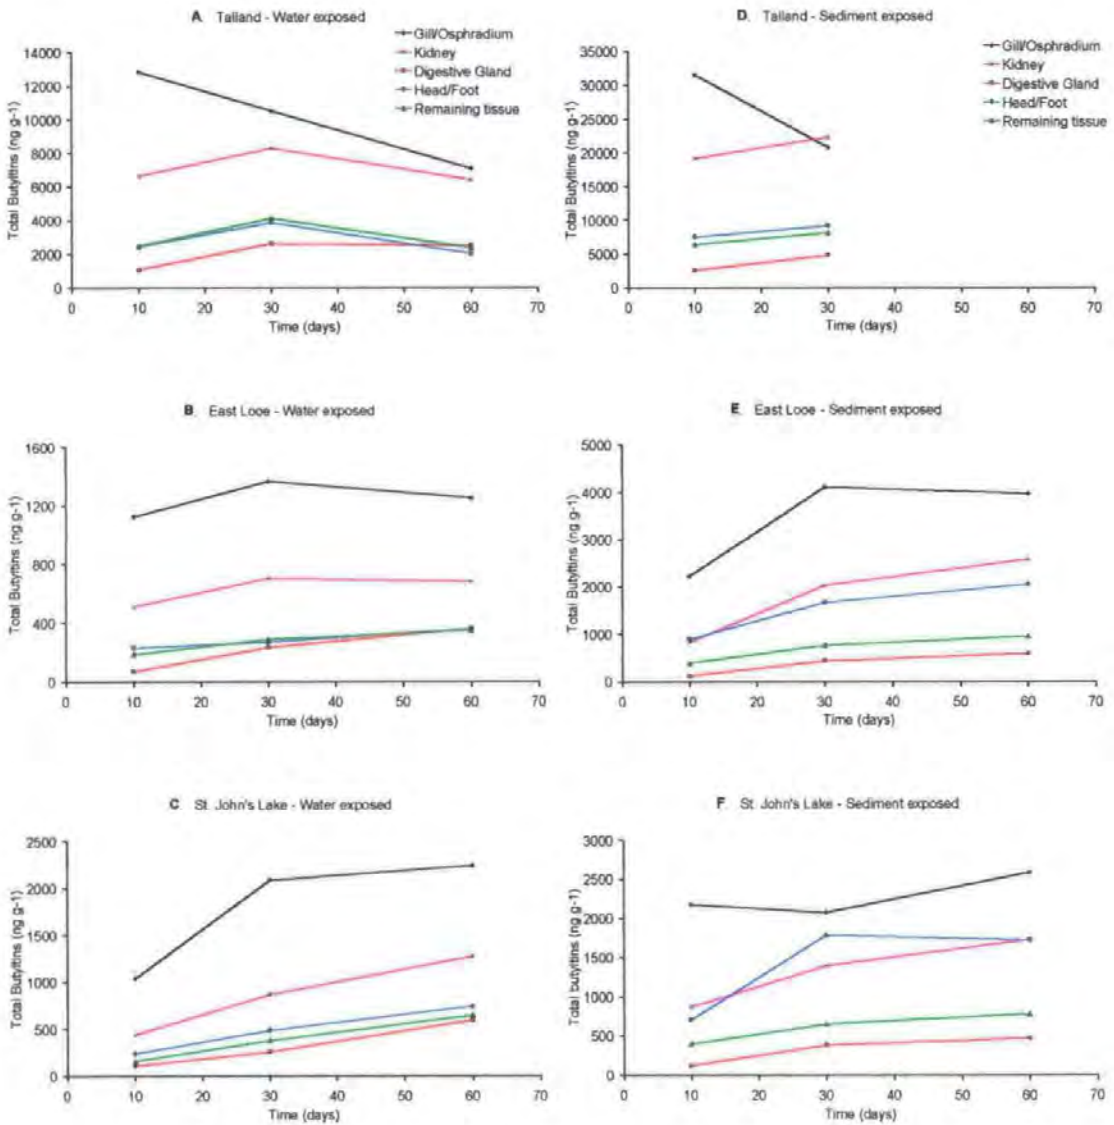 A. Talland - Water exposed
Gill/Osphradium
Kidney
Digestive Gland
Head/Foot
Remaining tissue
14000
12000
10000
8000
6000
4000
2000
0
Total Butyltins (ng g-1)
0 10 20 30 40 50 60 70
Time (days)
D. Talland - Sediment exposed
Gill/Osphradium
Kidney
Digestive Gland
Head/Foot
Remaining tissue
35000
30000
25000
20000
15000
10000
5000
0
Total Butyltins (ng g-1)
0 10 20 30 40 50 60 70
Time (days)
B. East Looe - Water exposed
1600
1200
800
400
0
Total Butyltins (ng g-1)
0 10 20 30 40 50 60 70
Time (days)
E. East Looe - Sediment exposed
5000
4000
3000
2000
1000
0
Total Butyltins (ng g-1)
0 10 20 30 40 50 60 70
Time (days)
C St. John's Lake - Water exposed
2500
2000
1500
1000
500
0
Total Butyltins (ng g-1)
0 10 20 30 40 50 60 70
Time (days)
F. St. John's Lake - Sediment exposed
3000
2500
2000
1500
1000
500
0
Total butyltins (ng g-1)
0 10 20 30 40 50 60 70
Time (days)